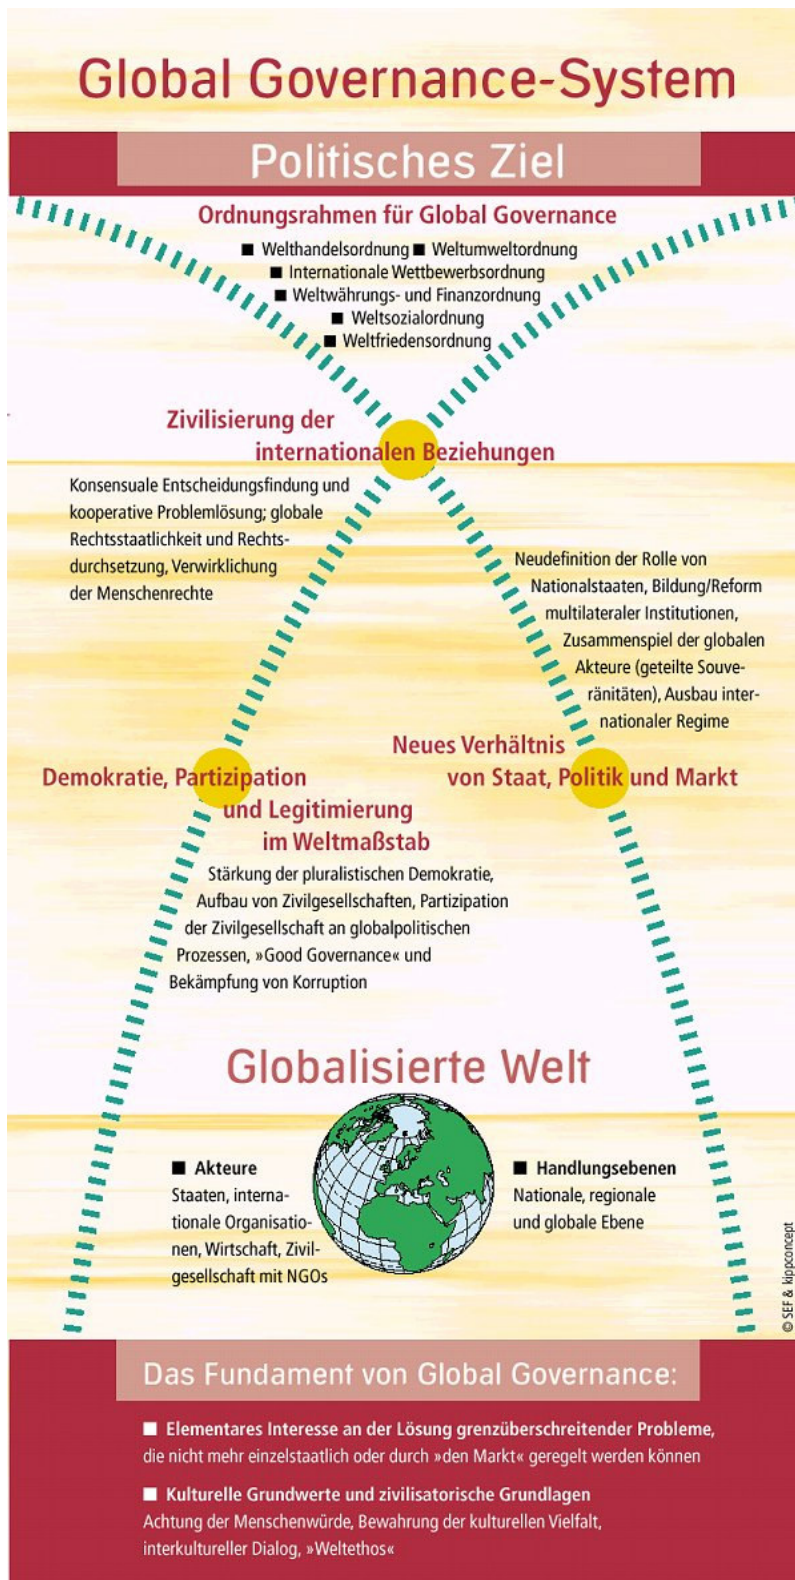 Global Governance-System
Politisches Ziel
Ordnungsrahmen für Global Governance
■ Welthandelsordnung ■ Weltumweltordnung
■ Internationale Wettbewerbsordnung
■ Weltwährungs- und Finanzordnung
■ Weltsozialordnung
■ Weltfriedensordnung
Zivilisierung der
internationalen Beziehungen
Konsensuale Entscheidungsfindung und
kooperative Problemlösung; globale
Rechtsstaatlichkeit und Rechts-
durchsetzung, Verwirklichung
der Menschenrechte
Neudefinition der Rolle von
Nationalstaaten, Bildung/Reform
multilateraler Institutionen,
Zusammenspiel der globalen
Akteure (geteilte Souve-
ränitäten), Ausbau inter-
nationaler Regime
Neues Verhältnis
von Staat, Politik und Markt
Demokratie, Partizipation
und Legitimierung
im Weltmaßstab
Stärkung der pluralistischen Demokratie,
Aufbau von Zivilgesellschaften, Partizipation
der Zivilgesellschaft an globalpolitischen
Prozessen, »Good Governance« und
Bekämpfung von Korruption
Globalisierte Welt
■ Akteure
Staaten, interna-
tionale Organisatio-
nen, Wirtschaft, Zivil-
gesellschaft mit NGOs
■ Handlungsebenen
Nationale, regionale
und globale Ebene
© SEF & kippconcept
Das Fundament von Global Governance:
■ Elementares Interesse an der Lösung grenzüberschreitender Probleme,
die nicht mehr einzelstaatlich oder durch »den Markt« geregelt werden können
■ Kulturelle Grundwerte und zivilisatorische Grundlagen
Achtung der Menschenwürde, Bewahrung der kulturellen Vielfalt,
interkultureller Dialog, »Weltethos«